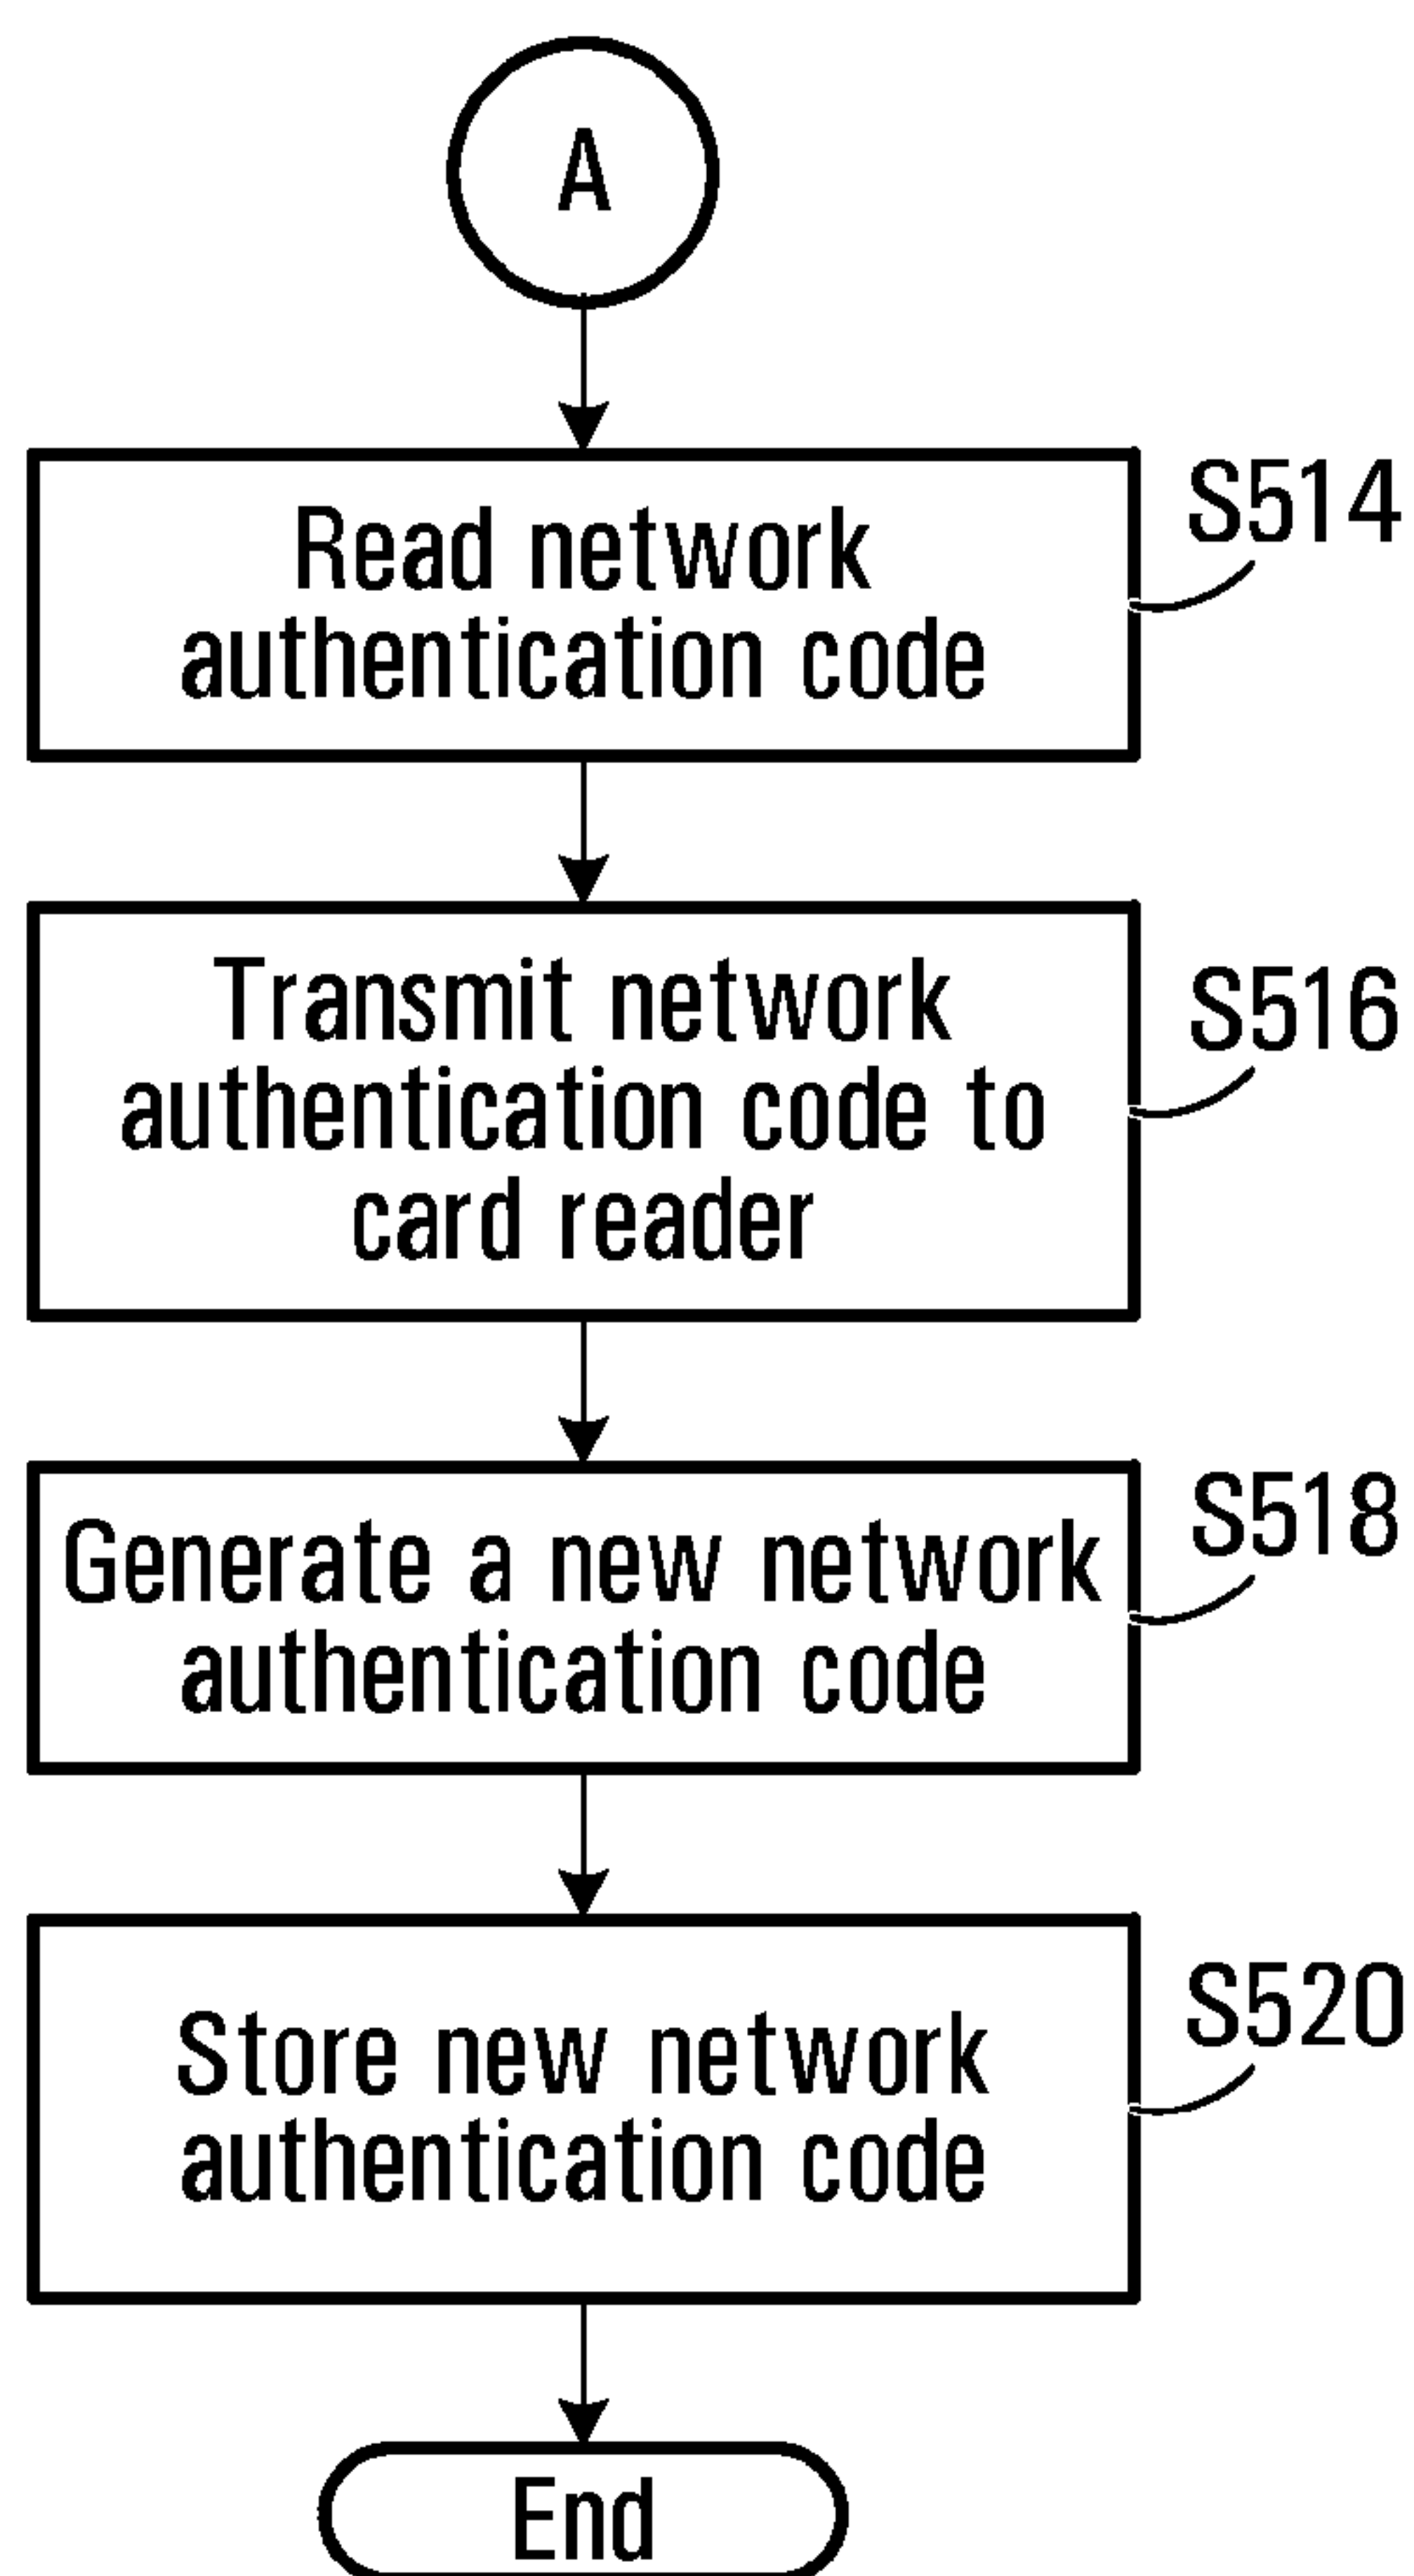 A
Read network
authentication code
S514
Transmit network
authentication code to
card reader
S516
Generate a new network
authentication code
S518
Store new network
authentication code
S520
End